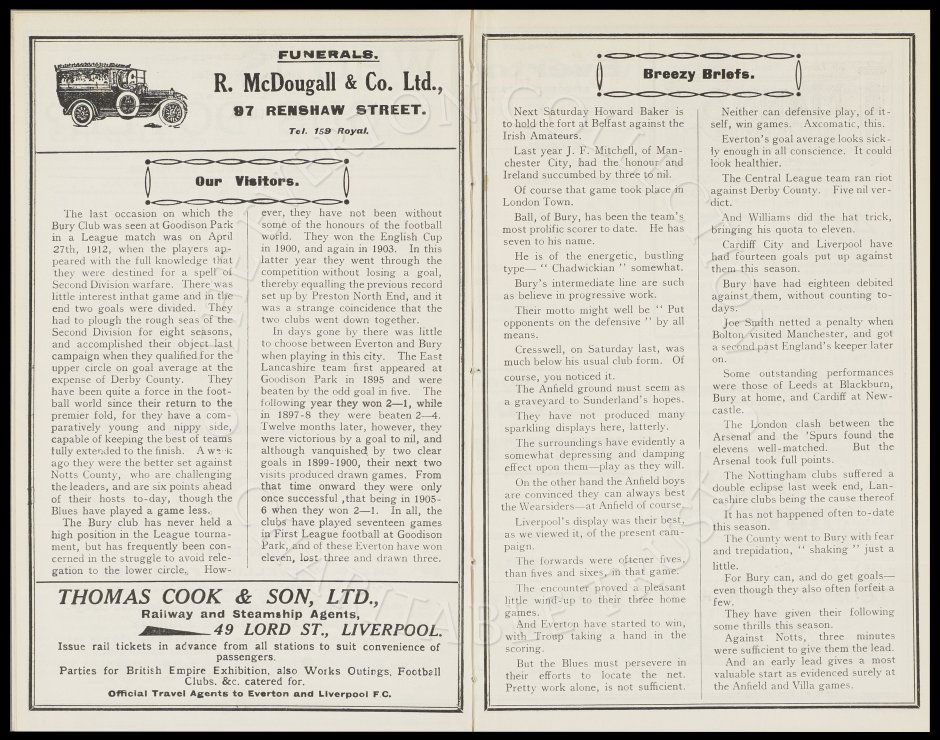 FUNERALS.
R. McDougall & Co. Ltd.,
97 RENSHAW STREET.
Tel. 159 Royal.
Our Visitors.
The last occasion on which the
Bury Club was seen at Goodison Park
in a League match was on April
27th, 1912, when the players ap-
peared with the full knowledge that
they were destined for a spell of
Second Division warfare. There was
little interest inthat game and in the
end two goals were divided. They
had to plough the rough seas of the
Second Division for eight seasons,
and accomplished their object last
campaign when they qualified for the
upper circle on goal average at the
expense of Derby County. They
have been quite a force in the foot-
ball world since their return to the
premier fold, for they have a com-
paratively young and nippy side,
capable of keeping the best of teams
fully extended to the finish. A week
ago they were the better set against
Notts County, who are challenging
the leaders, and are six points ahead
of their hosts to-day, though the
Blues have played a game less.
The Bury club has never held a
high position in the League tourna-
ment, but has frequently been con-
cerned in the struggle to avoid rele-
gation to the lower circle. How-
ever, they have not been without
some of the honours of the football
world. They won the English Cup
in 1900, and again in 1903. In this
latter year they went through the
competition without losing a goal,
thereby equalling the previous record
set up by Preston North End, and it
was a strange coincidence that the
two clubs went down together.
In days gone by there was little
to choose between Everton and Bury
when playing in this city. The East
Lancashire team first appeared at
Goodison Park in 1895 and were
beaten by the odd goal in five. The
following year they won 2—1, while
in 1897-8 they were beaten 2—4.
Twelve months later, however, they
were victorious by a goal to nil, and
although vanquished by two clear
goals in 1899-1900, their next two
visits produced drawn games. From
that time onward they were only
once successful ,that being in 1905-
6 when they won 2—1. In all, the
clubs have played seventeen games
in First League football at Goodison
Park, and of these Everton have won
eleven, lost three and drawn three.
THOMAS COOK & SON, LTD.,
Railway and Steamship Agents,
49 LORD ST., LIVERPOOL.
Issue rail tickets in advance from all stations to suit convenience of
passengers.
Parties for British Empire Exhibition, also Works Outings, Football
Clubs, &c. catered for.
Official Travel Agents to Everton and Liverpool F.C.
Breezy Briefs.
Next Saturday Howard Baker is
to hold the fort at Belfast against the
Irish Amateurs.
Last year J. F. Mitchell, of Man-
chester City, had the honour and
Ireland succumbed by three to nil.
Of course that game took place in
London Town.
Ball, of Bury, has been the team's
most prolific scorer to date. He has
seven to his name.
He is of the energetic, bustling
type— " Chadwickian " somewhat.
Bury's intermediate line are such
as believe in progressive work.
Their motto might well be " Put
opponents on the defensive " by all
means.
Cresswell, on Saturday last, was
much below his usual club form. Of
course, you noticed it.
The Anfield ground must seem as
a graveyard to Sunderland's hopes.
They have not produced many
sparkling displays here, latterly.
The surroundings have evidently a
somewhat depressing and damping
effect upon them—play as they will.
On the other hand the Anfield boys
are convinced they can always best
the Wearsiders—at Anfield of course.
Liverpool's display was their best,
as we viewed it, of the present cam-
paign.
The forwards were oftener fives,
than fives and sixes, in that game.
The encounter proved a pleasant
little wind-up to their three home
games.
And Everton have started to win,
with Troup taking a hand in the
scoring.
But the Blues must persevere in
their efforts to locate the net.
Pretty work alone, is not sufficient.
Neither can defensive play, of it-
self, win games. Axcomatic, this.
Everton's goal average looks sick-
ly enough in all conscience. It could
look healthier.
The Central League team ran riot
against Derby County. Five nil ver-
dict.
And Williams did the hat trick,
bringing his quota to eleven.
Cardiff City and Liverpool have
had fourteen goals put up against
them this season.
Bury have had eighteen debited
against them, without counting to-
days.
Joe Smith netted a penalty when
Bolton visited Manchester, and got
a second past England's keeper later
on.
Some outstanding performances
were those of Leeds at Blackburn,
Bury at home, and Cardiff at New-
castle.
The London clash between the
Arsenal and the 'Spurs found the
elevens well-matched. But the
Arsenal took full points.
The Nottingham clubs suffered a
double eclipse last week end, Lan-
cashire clubs being the cause thereof
It has not happened often to-date
this season.
The County went to Bury with fear
and trepidation, " shaking " just a
little.
For Bury can, and do get goals—
even though they also often forfeit a
few.
They have given their following
some thrills this season.
Against Notts, three minutes
were sufficient to give them the lead.
And an early lead gives a most
valuable start as evidenced surely at
the Anfield and Villa games.